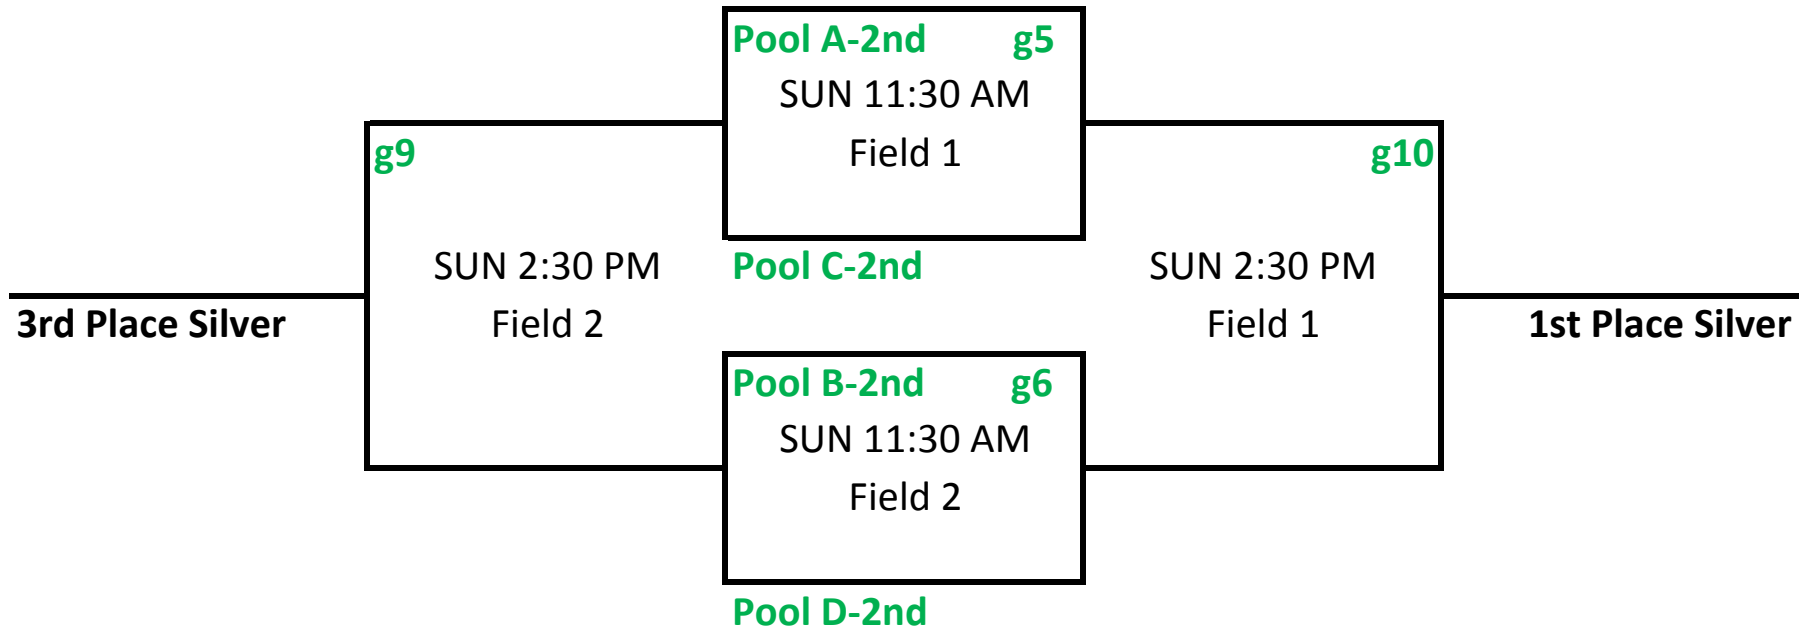 Pool A-2nd g5
SUN 11:30 AM
Field 1
g9
g10
SUN 2:30 PM
Field 2
Pool C-2nd
SUN 2:30 PM
Field 1
3rd Place Silver
1st Place Silver
Pool B-2nd g6
SUN 11:30 AM
Field 2
Pool D-2nd